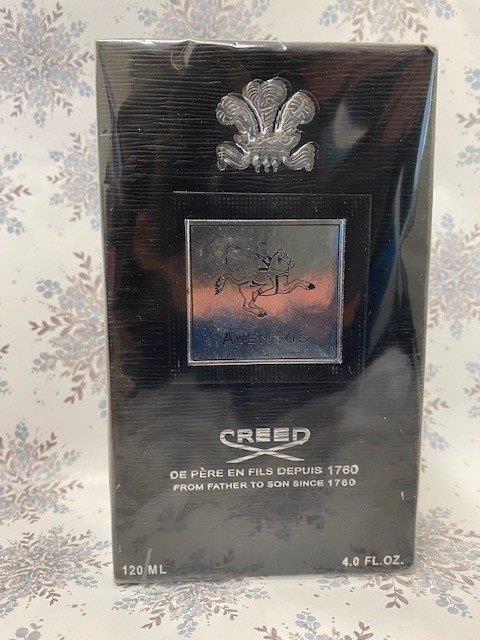 AVENTUS
CREED
DE PÈRE EN FILS DEPUIS 1760
FROM FATHER TO SON SINCE 1760
120 ML 4.0 FL.OZ.